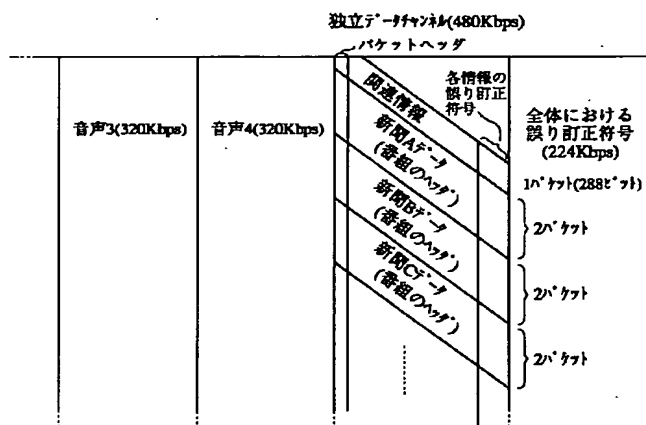 独立データチャンネル(480Kbps)
パケットヘッダ
音声3(320Kbps)
音声4(320Kbps)
関連情報
各情報の
誤り訂正
符号
新聞Aデータ
(番組のヘッダ)
新聞Bデータ
(番組のヘッダ)
新聞Cデータ
(番組のヘッダ)
全体における
誤り訂正符号
(224Kbps)
1パケット(288ビット)
2パケット
2パケット
2パケット